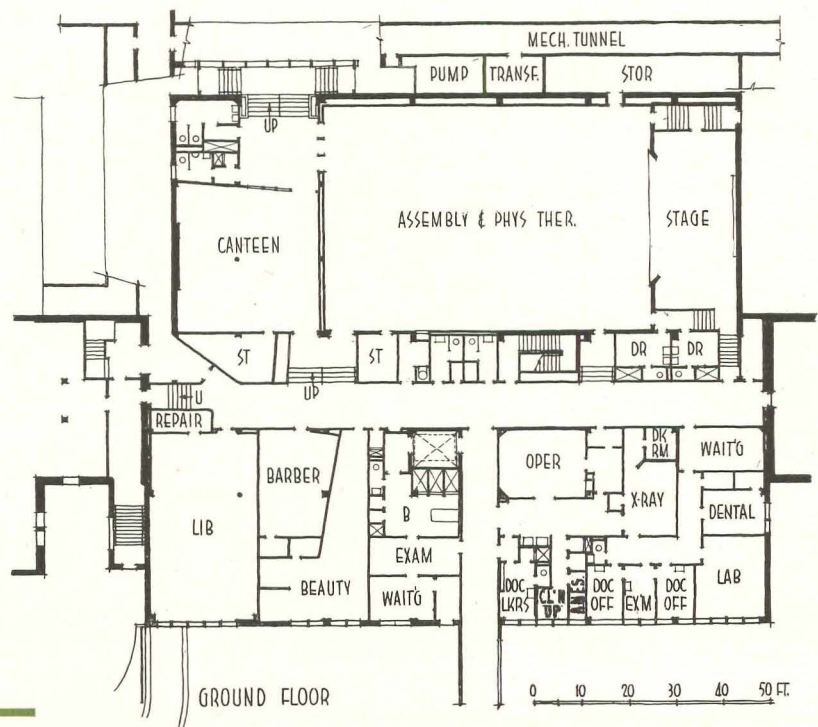 MECH. TUNNEL
PUMP
TRANSF.
STOR
UP
CANTEEN
ASSEMBLY & PHYS THER.
STAGE
ST
ST
DR
DR
UP
U
REPAIR
LIB
BARBER
BEAUTY
B
EXAM
WAIT'G
OPER
DK
RM
WAIT'G
X-RAY
DENTAL
LAB
DOC
LKRS
CL'N
UP
ANES.
DOC
OFF
EX'M
DOC
OFF
GROUND FLOOR
0 10 20 30 40 50 FT.